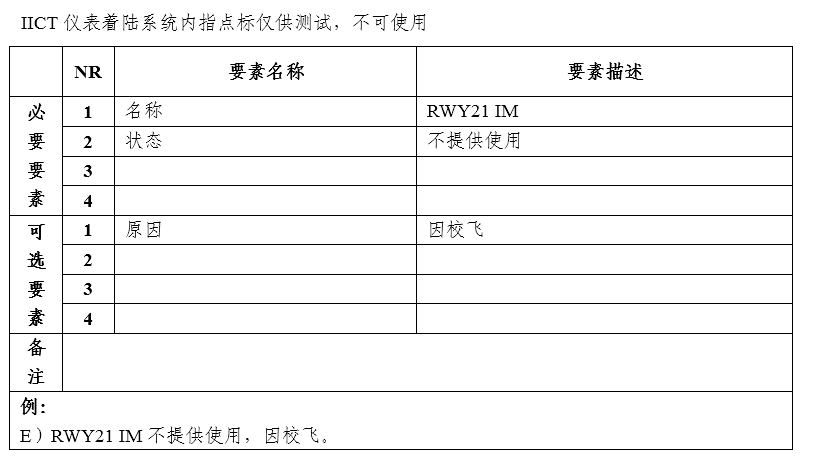 IICT 仪表着陆系统内指点标仅供测试，不可使用
NR 要素名称 要素描述
必要要素
1 名称 RWY21 IM
2 状态 不提供使用
3
4
可选要素
1 原因 因校飞
2
3
4
备注
例：
E）RWY21 IM 不提供使用，因校飞。